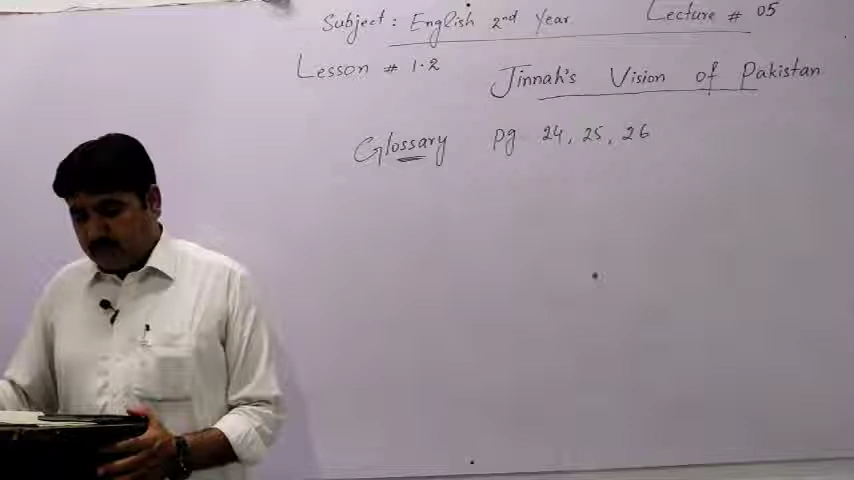 Subject: English 2nd Year Lecture # 05
Lesson # 1.2
Jinnah's Vision of Pakistan
Glossary pg 24, 25, 26